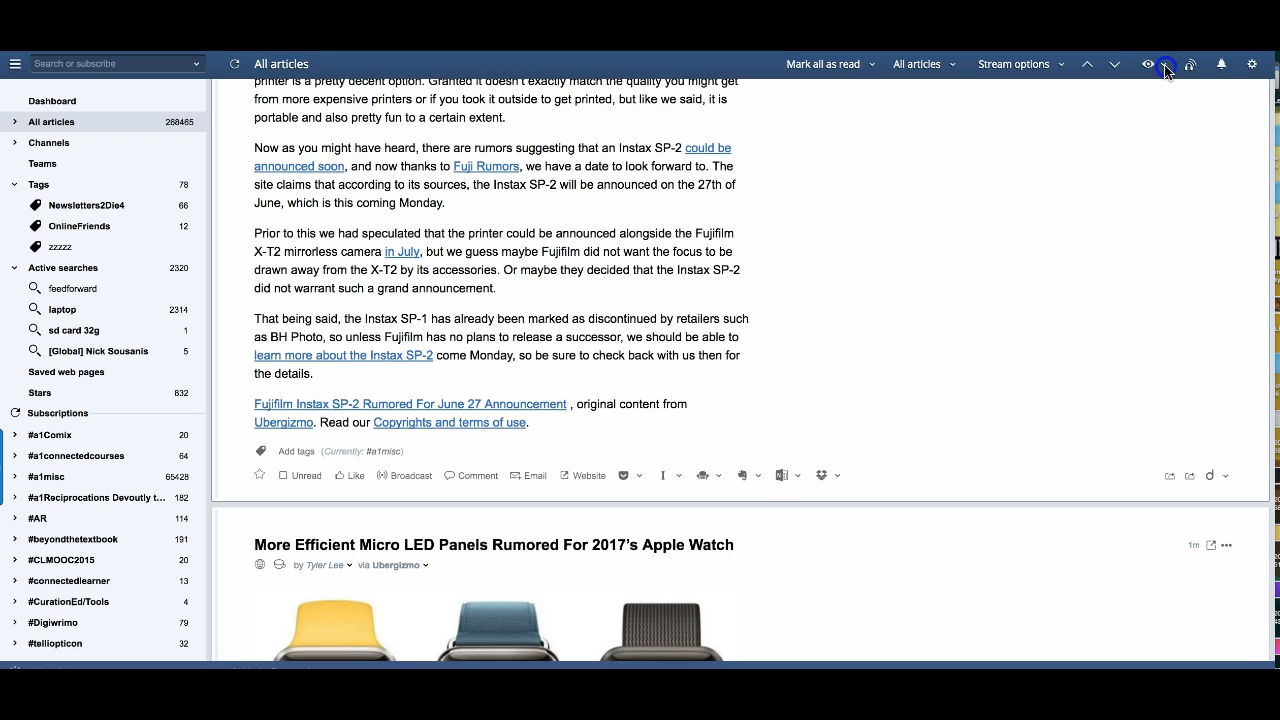 Search or subscribe
All articles
Mark all as read
All articles
Stream options
Dashboard
All articles 268465
Channels
Teams
Tags 78
Newsletters2Die4 66
OnlineFriends 12
zzzzz
Active searches 2320
feedforward
laptop 2314
sd card 32g 1
[Global] Nick Sousanis 5
Saved web pages
Stars 832
Subscriptions
#a1Comix 20
#a1connectedcourses 64
#a1misc 65428
#a1Reciprocations Devoutly t... 182
#AR 114
#beyondthetextbook 191
#CLMOOC2015 20
#connectedlearner 13
#CurationEd/Tools 4
#Digiwrimo 79
#telliopticon 32
printer is a pretty decent option. Granted it doesn't exactly match the quality you might get
from more expensive printers or if you took it outside to get printed, but like we said, it is
portable and also pretty fun to a certain extent.
Now as you might have heard, there are rumors suggesting that an Instax SP-2 could be
announced soon, and now thanks to Fuji Rumors, we have a date to look forward to. The
site claims that according to its sources, the Instax SP-2 will be announced on the 27th of
June, which is this coming Monday.
Prior to this we had speculated that the printer could be announced alongside the Fujifilm
X-T2 mirrorless camera in July, but we guess maybe Fujifilm did not want the focus to be
drawn away from the X-T2 by its accessories. Or maybe they decided that the Instax SP-2
did not warrant such a grand announcement.
That being said, the Instax SP-1 has already been marked as discontinued by retailers such
as BH Photo, so unless Fujifilm has no plans to release a successor, we should be able to
learn more about the Instax SP-2 come Monday, so be sure to check back with us then for
the details.
Fujifilm Instax SP-2 Rumored For June 27 Announcement , original content from
Ubergizmo. Read our Copyrights and terms of use.
Add tags (Currently: #a1misc)
Unread Like Broadcast Comment Email Website
More Efficient Micro LED Panels Rumored For 2017's Apple Watch
1m
by Tyler Lee via Ubergizmo